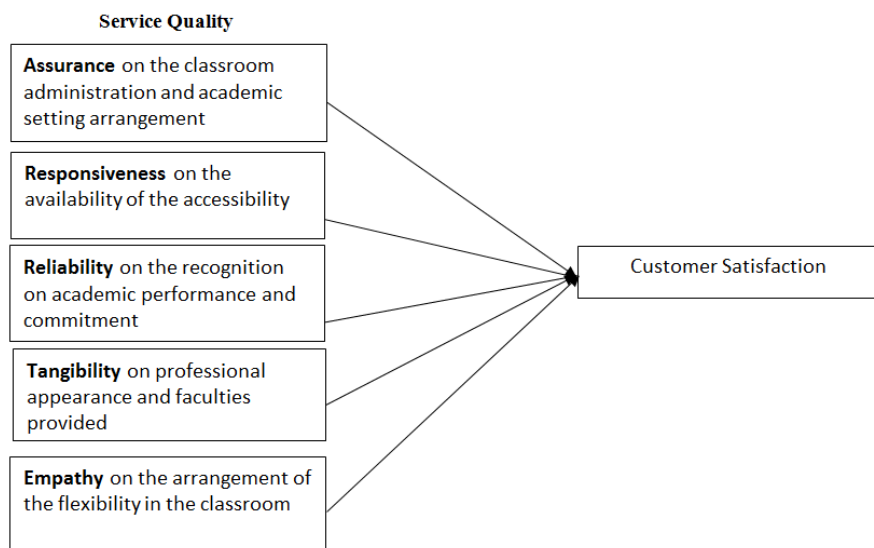 Service Quality
Assurance on the classroom
administration and academic
setting arrangement
Responsiveness on the
availability of the accessibility
Reliability on the recognition
on academic performance and
commitment
Tangibility on professional
appearance and faculties
provided
Empathy on the arrangement of
the flexibility in the classroom
Customer Satisfaction